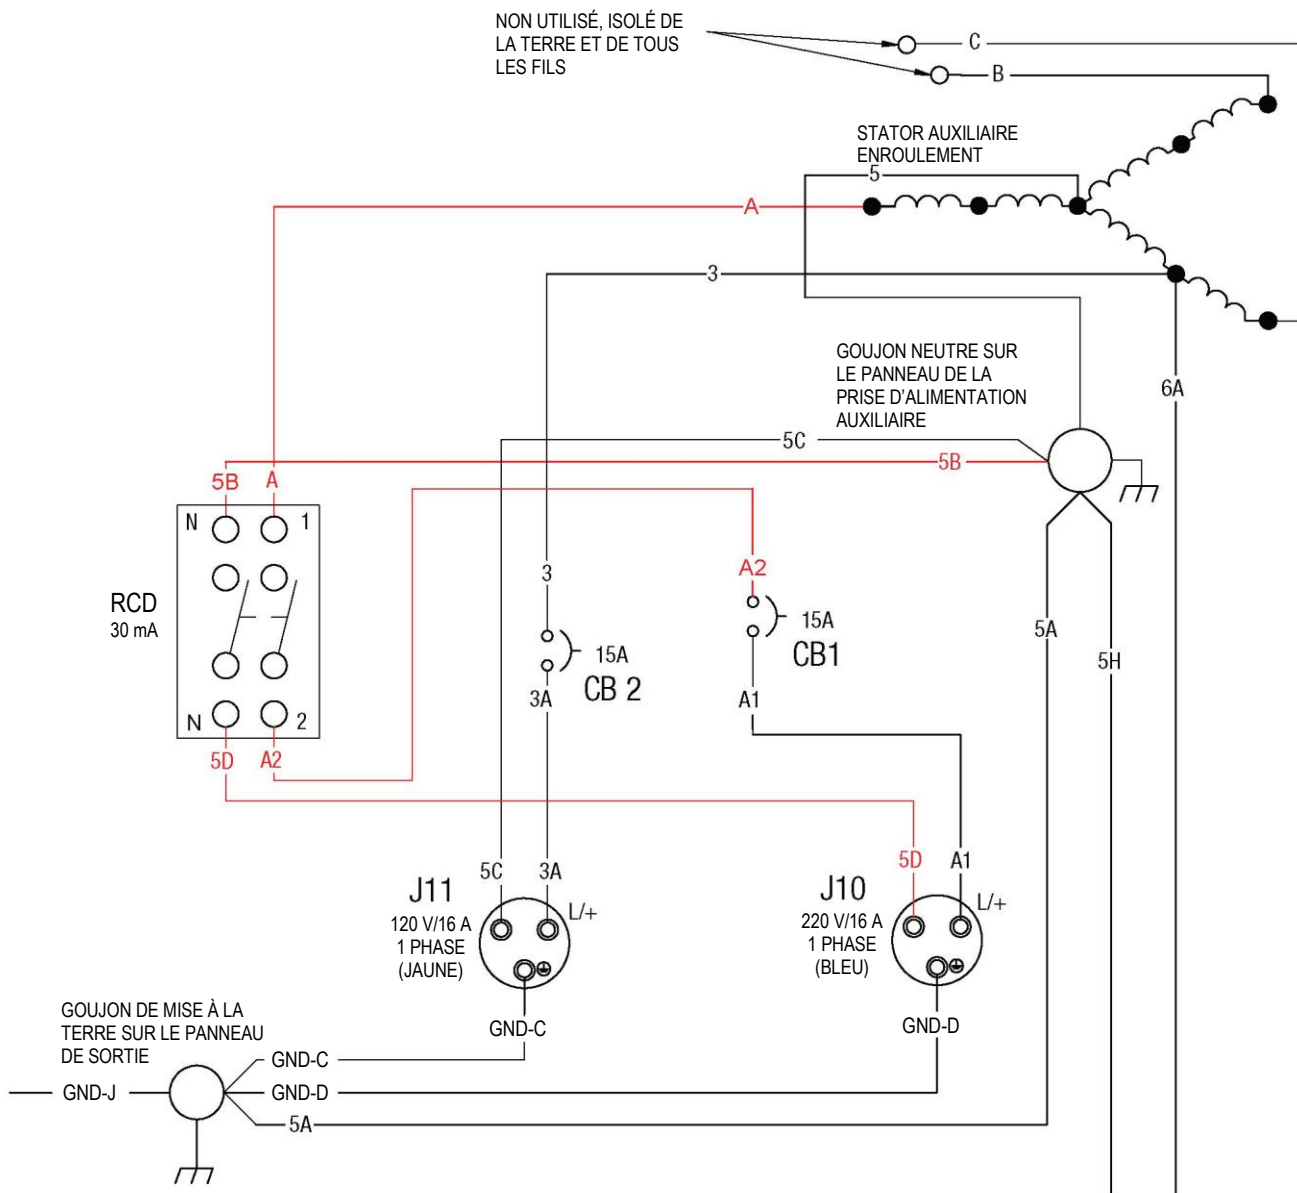 NON UTILISÉ, ISOLÉ DE
LA TERRE ET DE TOUS
LES FILS
C
B
STATOR AUXILIAIRE
ENROULEMENT
5
A
3
GOUJON NEUTRE SUR
LE PANNEAU DE LA
PRISE D'ALIMENTATION
AUXILIAIRE
6A
5C
5B
5B
A
N
1
RCD
30 mA
N
2
5D
A2
3
15A
CB 2
3A
A2
15A
CB1
A1
5A
5H
5C
3A
J11
120 V/16 A
1 PHASE
(JAUNE)
L/+
5D
A1
J10
220 V/16 A
1 PHASE
(BLEU)
L/+
GND-C
GND-D
GOUJON DE MISE À LA
TERRE SUR LE PANNEAU
DE SORTIE
GND-C
GND-J
GND-D
5A